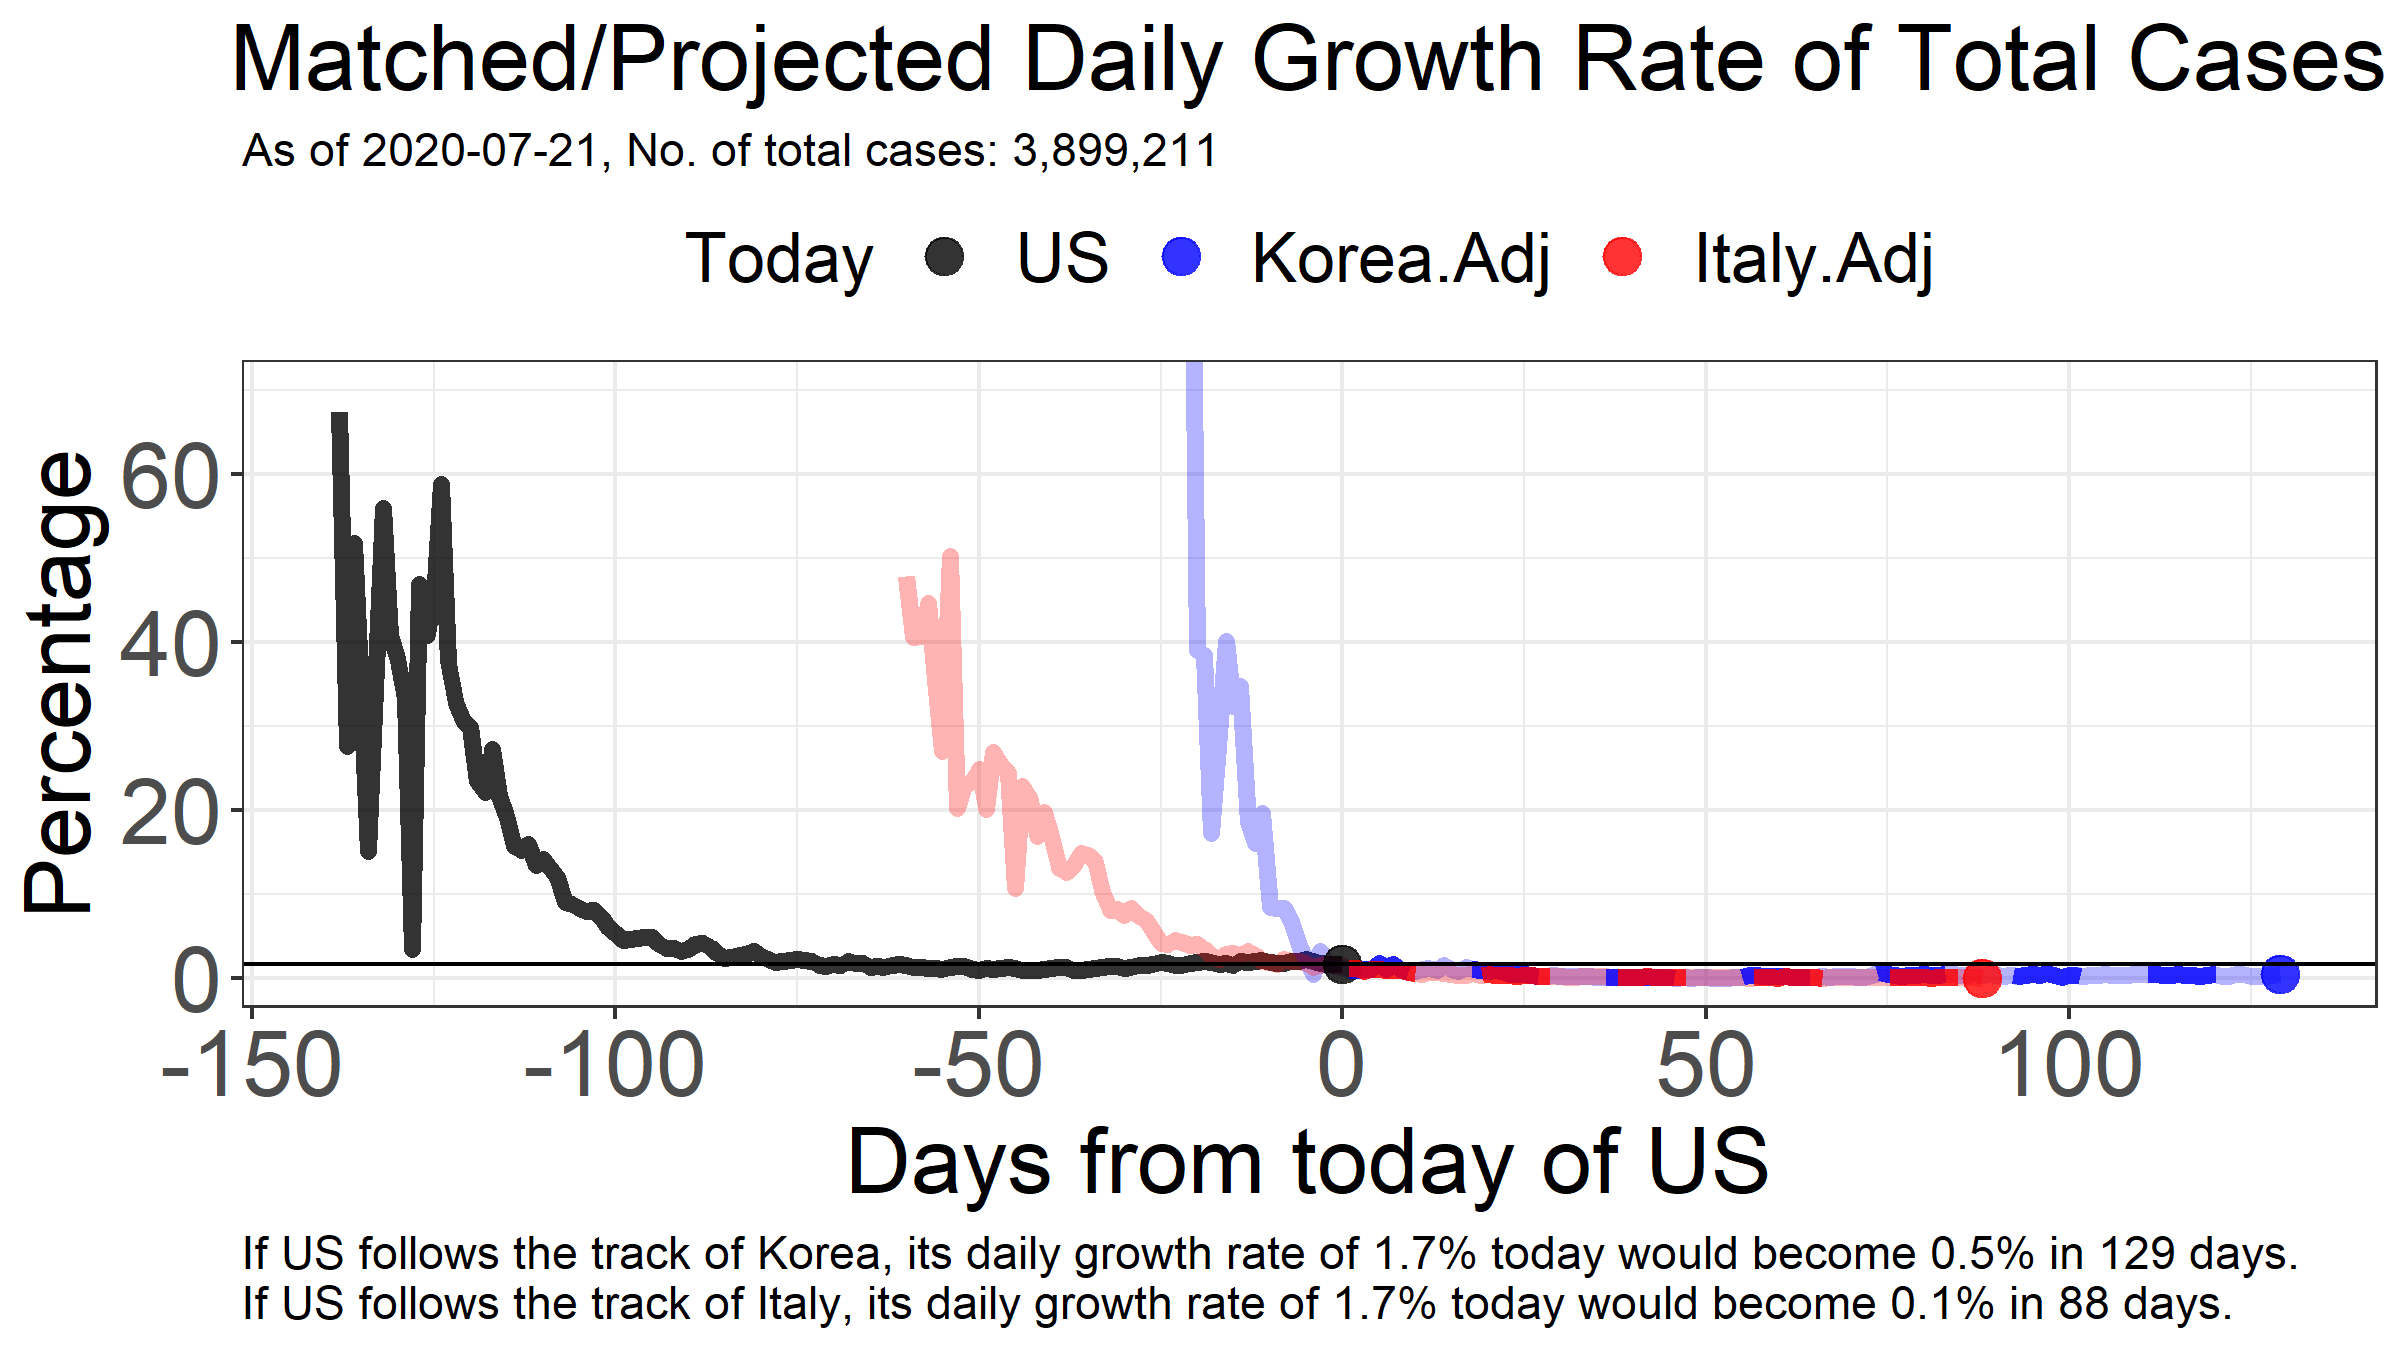 Matched/Projected Daily Growth Rate of Total Cases
As of 2020-07-21, No. of total cases: 3,899,211
Today US Korea.Adj Italy.Adj
Percentage
60
40
20
0
-150 -100 -50 0 50 100
Days from today of US
If US follows the track of Korea, its daily growth rate of 1.7% today would become 0.5% in 129 days.
If US follows the track of Italy, its daily growth rate of 1.7% today would become 0.1% in 88 days.